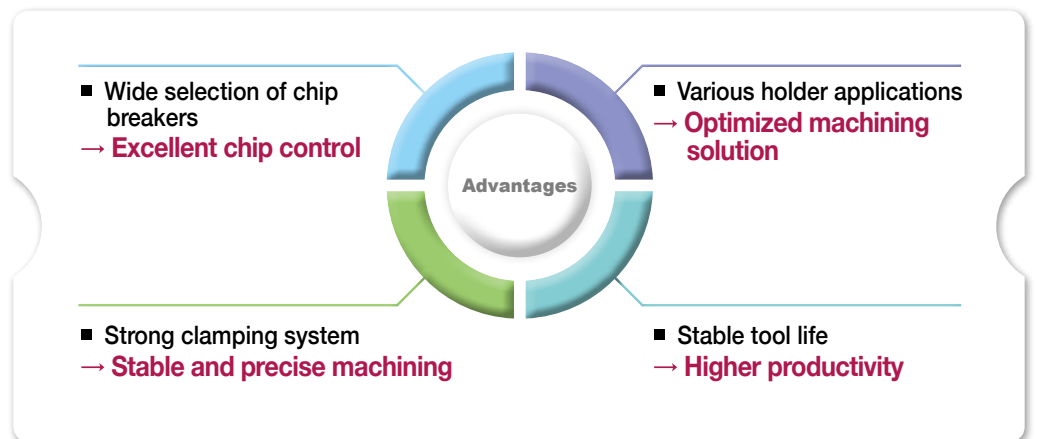 ■ Wide selection of chip
breakers
→ Excellent chip control
■ Various holder applications
→ Optimized machining
solution
Advantages
■ Strong clamping system
→ Stable and precise machining
■ Stable tool life
→ Higher productivity